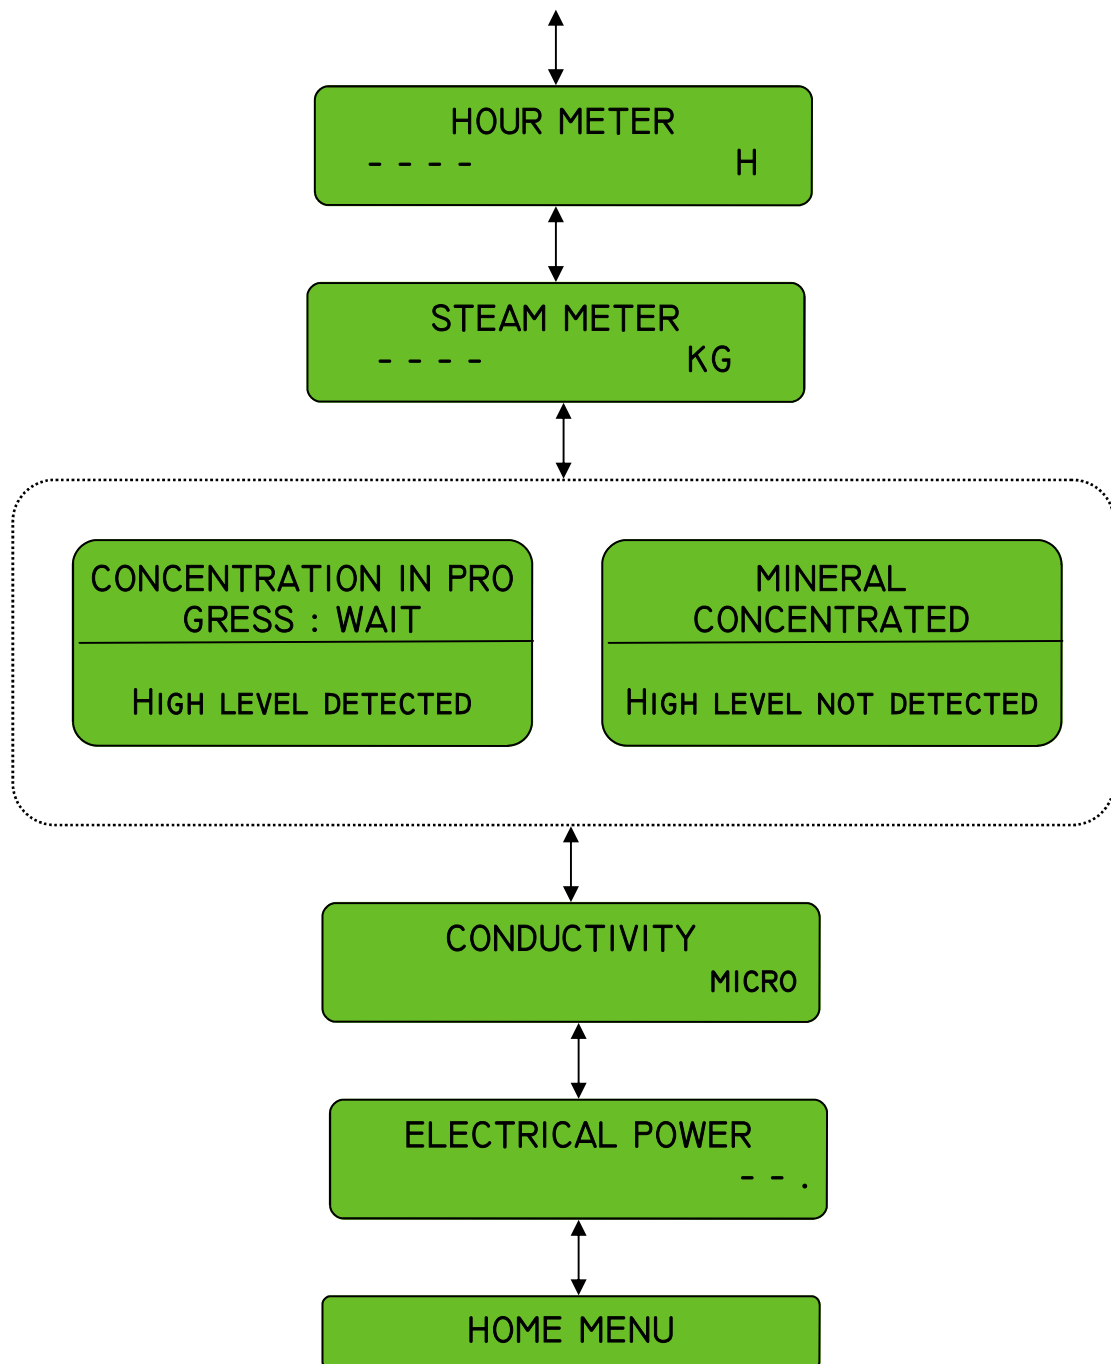 HOUR METER
- - - - H
STEAM METER
- - - - KG
CONCENTRATION IN PRO
GRESS : WAIT
HIGH LEVEL DETECTED
MINERAL
CONCENTRATED
HIGH LEVEL NOT DETECTED
CONDUCTIVITY
MICRO
ELECTRICAL POWER
- - .
HOME MENU